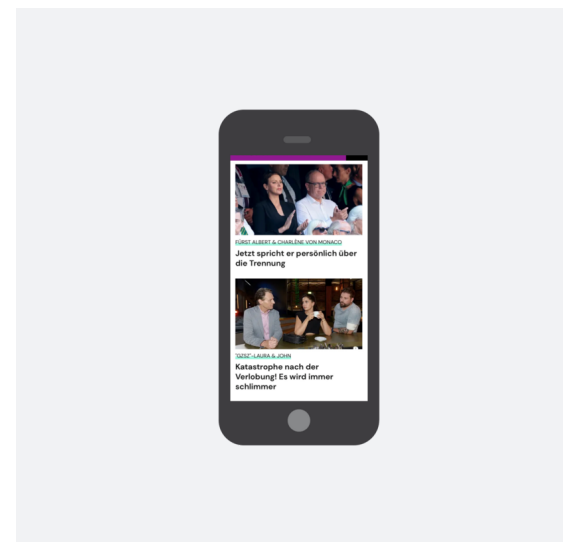 FÜRST ALBERT & CHARLÈNE VON MONACO
Jetzt spricht er persönlich über
die Trennung
"GZSZ"-LAURA & JOHN
Katastrophe nach der
Verlobung! Es wird immer
schlimmer